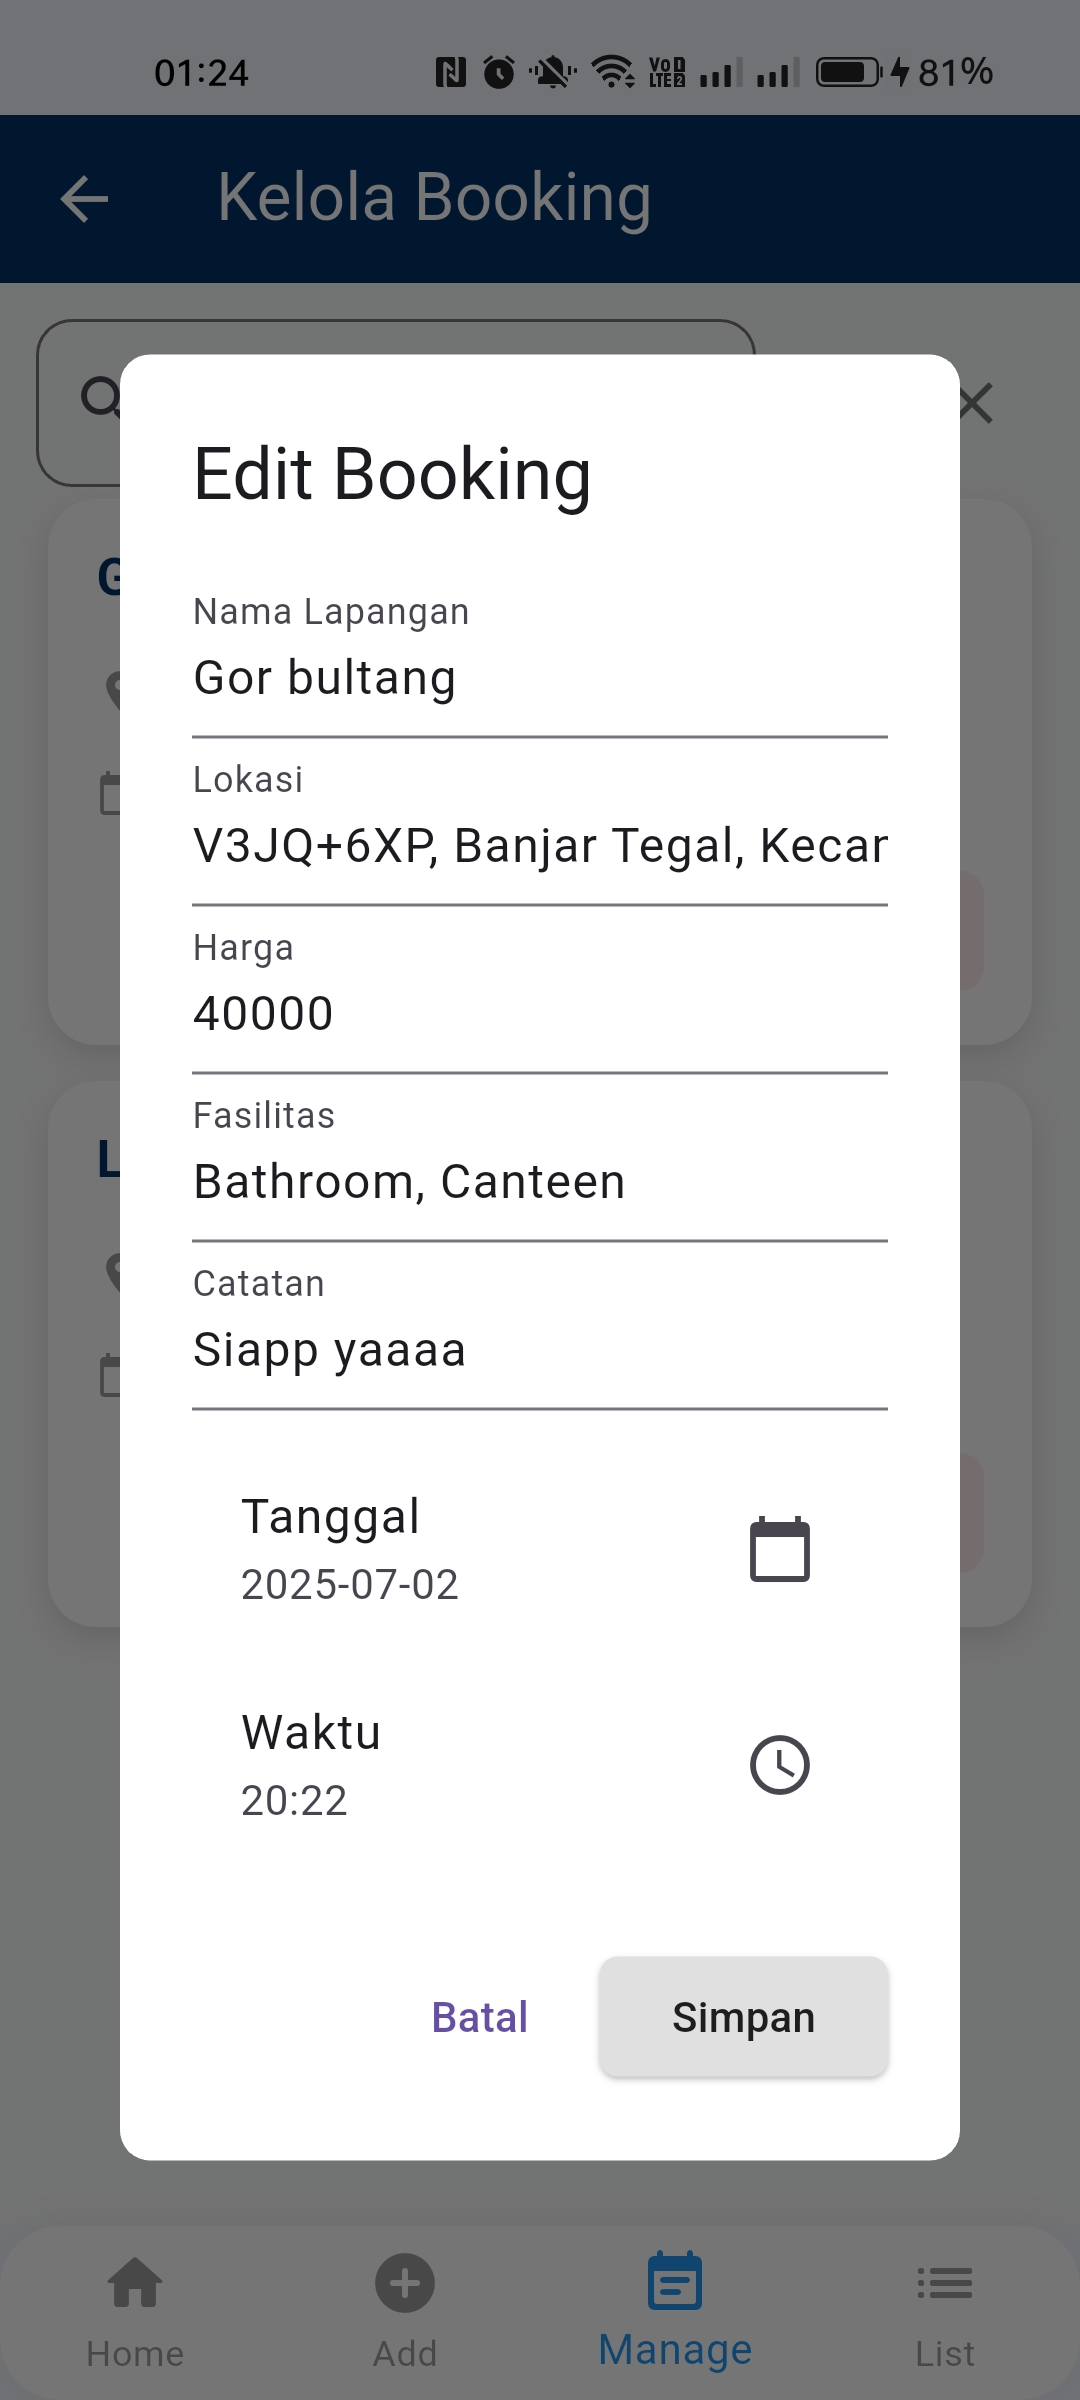 01:24
81%
Kelola Booking
Edit Booking
Nama Lapangan
Gor bultang
Lokasi
V3JQ+6XP, Banjar Tegal, Kecar
Harga
40000
Fasilitas
Bathroom, Canteen
Catatan
Siapp yaaaa
Tanggal
2025-07-02
Waktu
20:22
Batal
Simpan
Home
Add
Manage
List